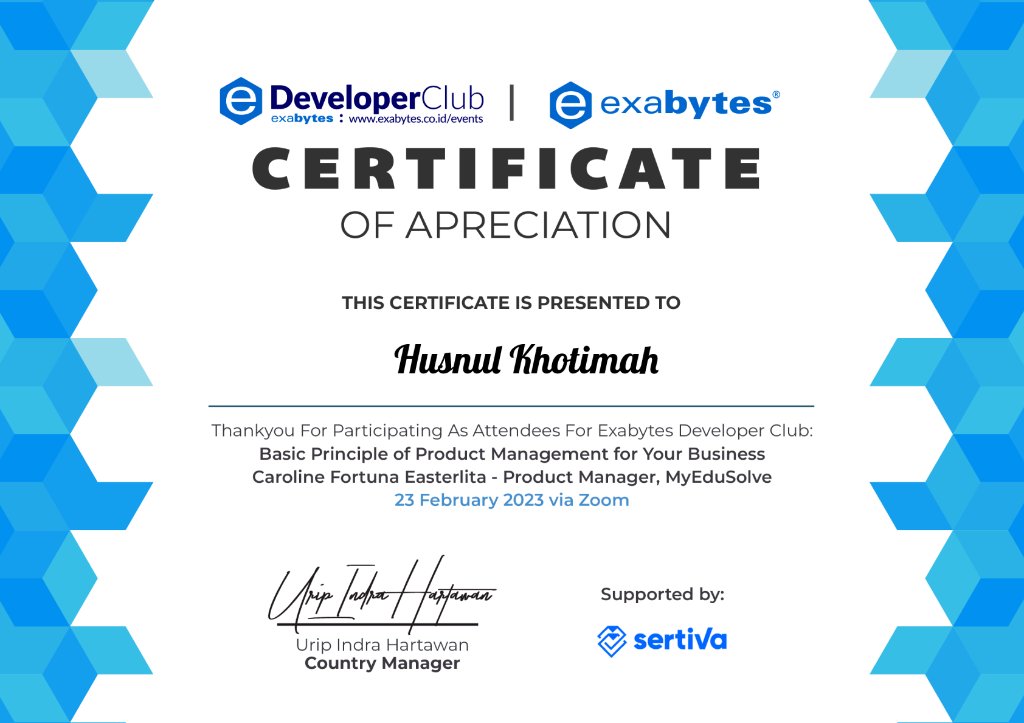 e DeveloperClub | e exabytes®
exabytes : www.exabytes.co.id/events
CERTIFICATE
OF APRECIATION
THIS CERTIFICATE IS PRESENTED TO
Husnul Khotimah
Thankyou For Participating As Attendees For Exabytes Developer Club:
Basic Principle of Product Management for Your Business
Caroline Fortuna Easterlita - Product Manager, MyEduSolve
23 February 2023 via Zoom
Urip Indra Hartawan
Urip Indra Hartawan
Country Manager
Supported by:
sertiva